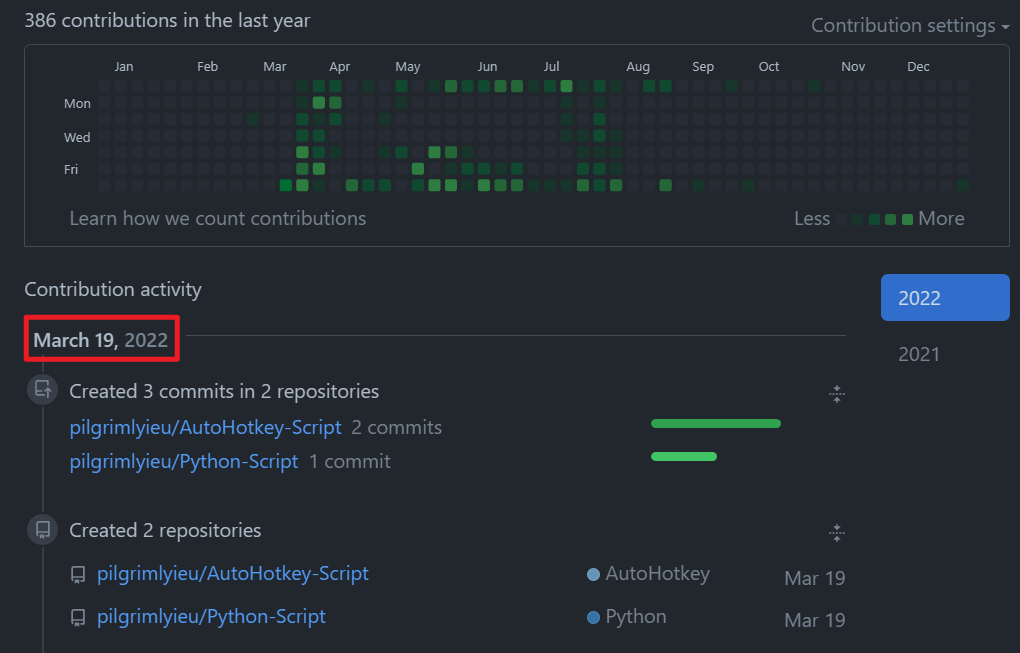 386 contributions in the last year
Contribution settings
Jan Feb Mar Apr May Jun Jul Aug Sep Oct Nov Dec
Mon
Wed
Fri
Learn how we count contributions
Less More
Contribution activity
2022
March 19, 2022
2021
Created 3 commits in 2 repositories
pilgrimlyieu/AutoHotkey-Script 2 commits
pilgrimlyieu/Python-Script 1 commit
Created 2 repositories
pilgrimlyieu/AutoHotkey-Script AutoHotkey Mar 19
pilgrimlyieu/Python-Script Python Mar 19